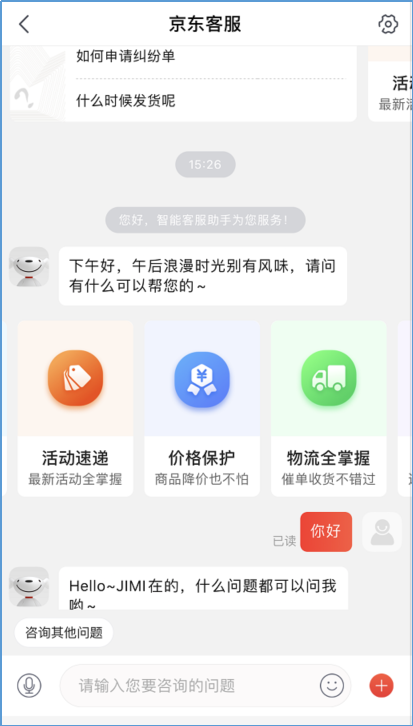 京东客服
如何申请纠纷单
什么时候发货呢
活
最新活
15:26
您好，智能客服助手为您服务！
下午好，午后浪漫时光别有风味，请问
有什么可以帮您的～
活动速递
最新活动全掌握
价格保护
商品降价也不怕
物流全掌握
催单收货不错过
你好
已读
Hello~JIMI在的，什么问题都可以问我
哟～
咨询其他问题
请输入您要咨询的问题